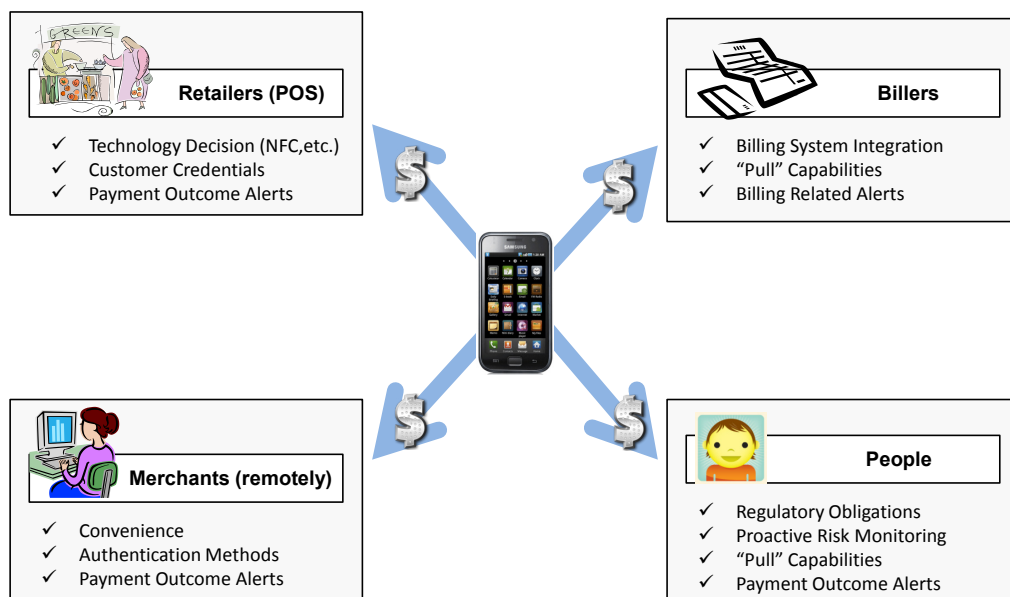 GREENS
Retailers (POS)
Technology Decision (NFC,etc.)
Customer Credentials
Payment Outcome Alerts
Billers
Billing System Integration
“Pull” Capabilities
Billing Related Alerts
SAMSUNG
Merchants (remotely)
Convenience
Authentication Methods
Payment Outcome Alerts
People
Regulatory Obligations
Proactive Risk Monitoring
“Pull” Capabilities
Payment Outcome Alerts